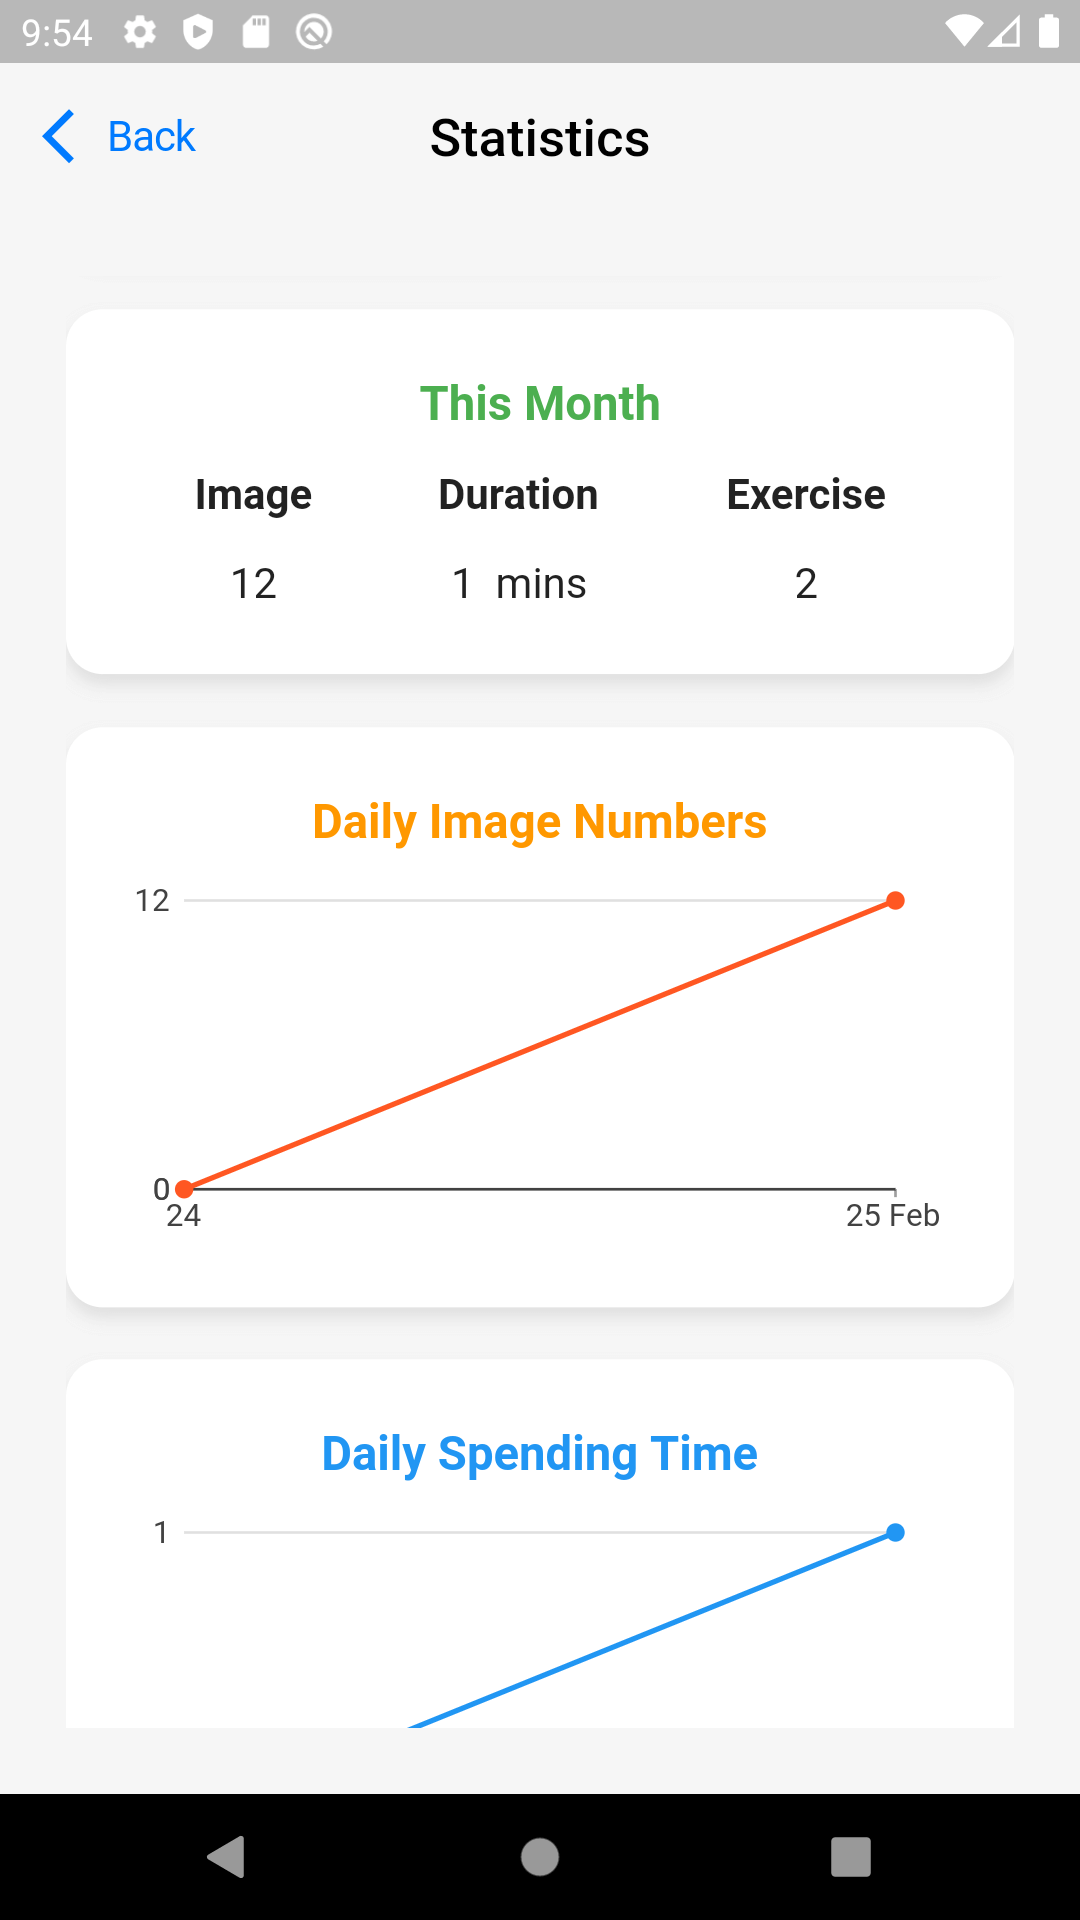 9:54
Back
Statistics
This Month
Image Duration Exercise
12 1 mins 2
Daily Image Numbers
12
0
24 25 Feb
Daily Spending Time
1